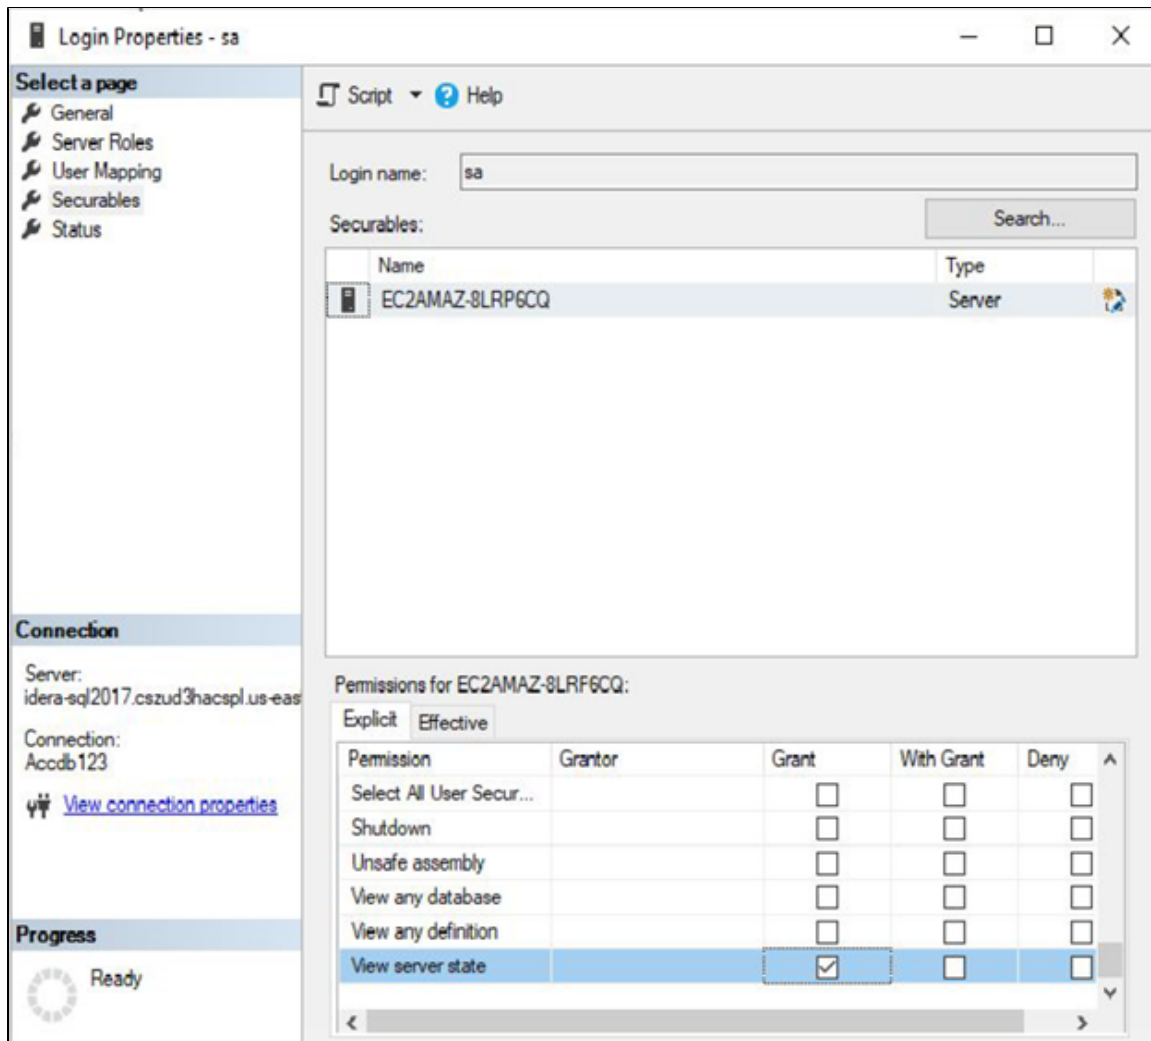 Login Properties - sa
Select a page
General
Server Roles
User Mapping
Securables
Status
Script
Help
Login name: sa
Securables:
Search...
Name Type
EC2AMAZ-8LRP6CQ Server
Connection
Server:
idera-sql2017.cszud3hacspl.us-eas
Connection:
Accdb123
View connection properties
Progress
Ready
Permissions for EC2AMAZ-8LRF6CQ:
Explicit Effective
Permission Grantor Grant With Grant Deny
Select All User Secur...
Shutdown
Unsafe assembly
View any database
View any definition
View server state